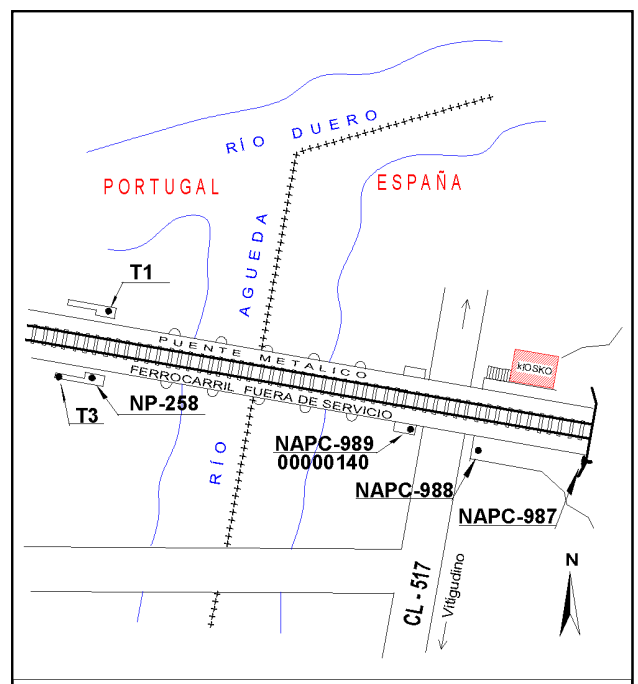 RÍO DUERO
PORTUGAL
ESPAÑA
AGUEDA
T1
PUENTE METALICO
KIOSKO
FERROCARRIL FUERA DE SERVICIO
T3
NP-258
RÍO
NAPC-989
00000140
NAPC-988
NAPC-987
CL - 517
Vitigudino
N